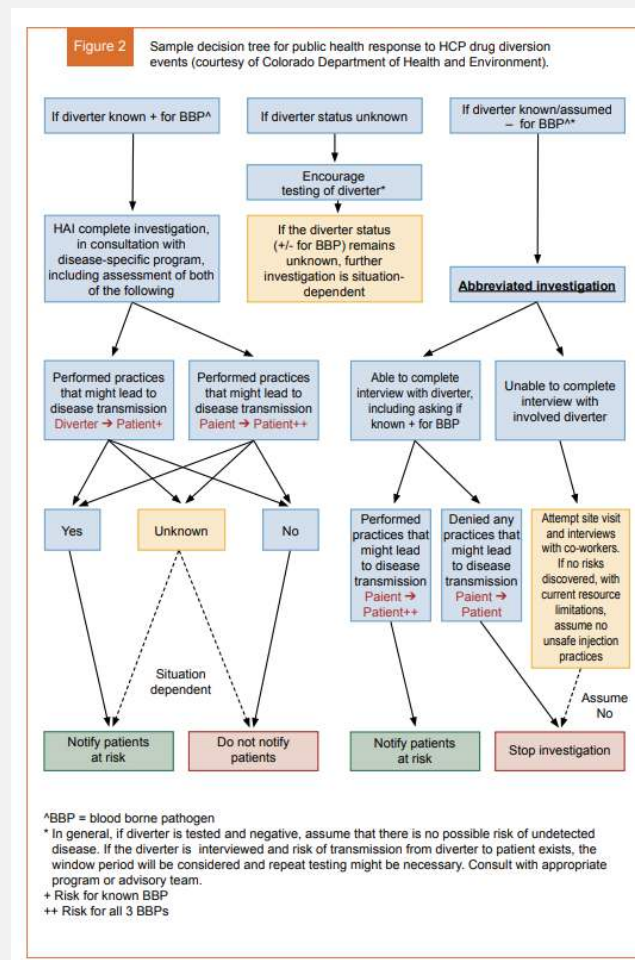 Figure 2
Sample decision tree for public health response to HCP drug diversion
events (courtesy of Colorado Department of Health and Environment).
If diverter known + for BBP^
If diverter status unknown
If diverter known/assumed
– for BBP^*
Encourage
testing of diverter*
HAI complete investigation,
in consultation with
disease-specific program,
including assessment of both
of the following
If the diverter status
(+/- for BBP) remains
unknown, further
investigation is situation-
dependent
Abbreviated investigation
Performed practices
that might lead to
disease transmission
Diverter → Patient+
Performed practices
that might lead to
disease transmission
Paient → Patient++
Able to complete
interview with diverter,
including asking if
known + for BBP
Unable to complete
interview with
involved diverter
Yes
Unknown
No
Performed
practices that
might lead
to disease
transmission
Paient →
Patient++
Denied any
practices that
might lead to
disease
transmission
Paient →
Patient
Attempt site visit
and interviews
with co-workers.
If no risks
discovered, with
current resource
limitations,
assume no
unsafe injection
practices
Situation
dependent
Assume
No
Notify patients
at risk
Do not notify
patients
Notify patients
at risk
Stop investigation
^BBP = blood borne pathogen
* In general, if diverter is tested and negative, assume that there is no possible risk of undetected
disease. If the diverter is interviewed and risk of transmission from diverter to patient exists, the
window period will be considered and repeat testing might be necessary. Consult with appropriate
program or advisory team.
+ Risk for known BBP
++ Risk for all 3 BBPs